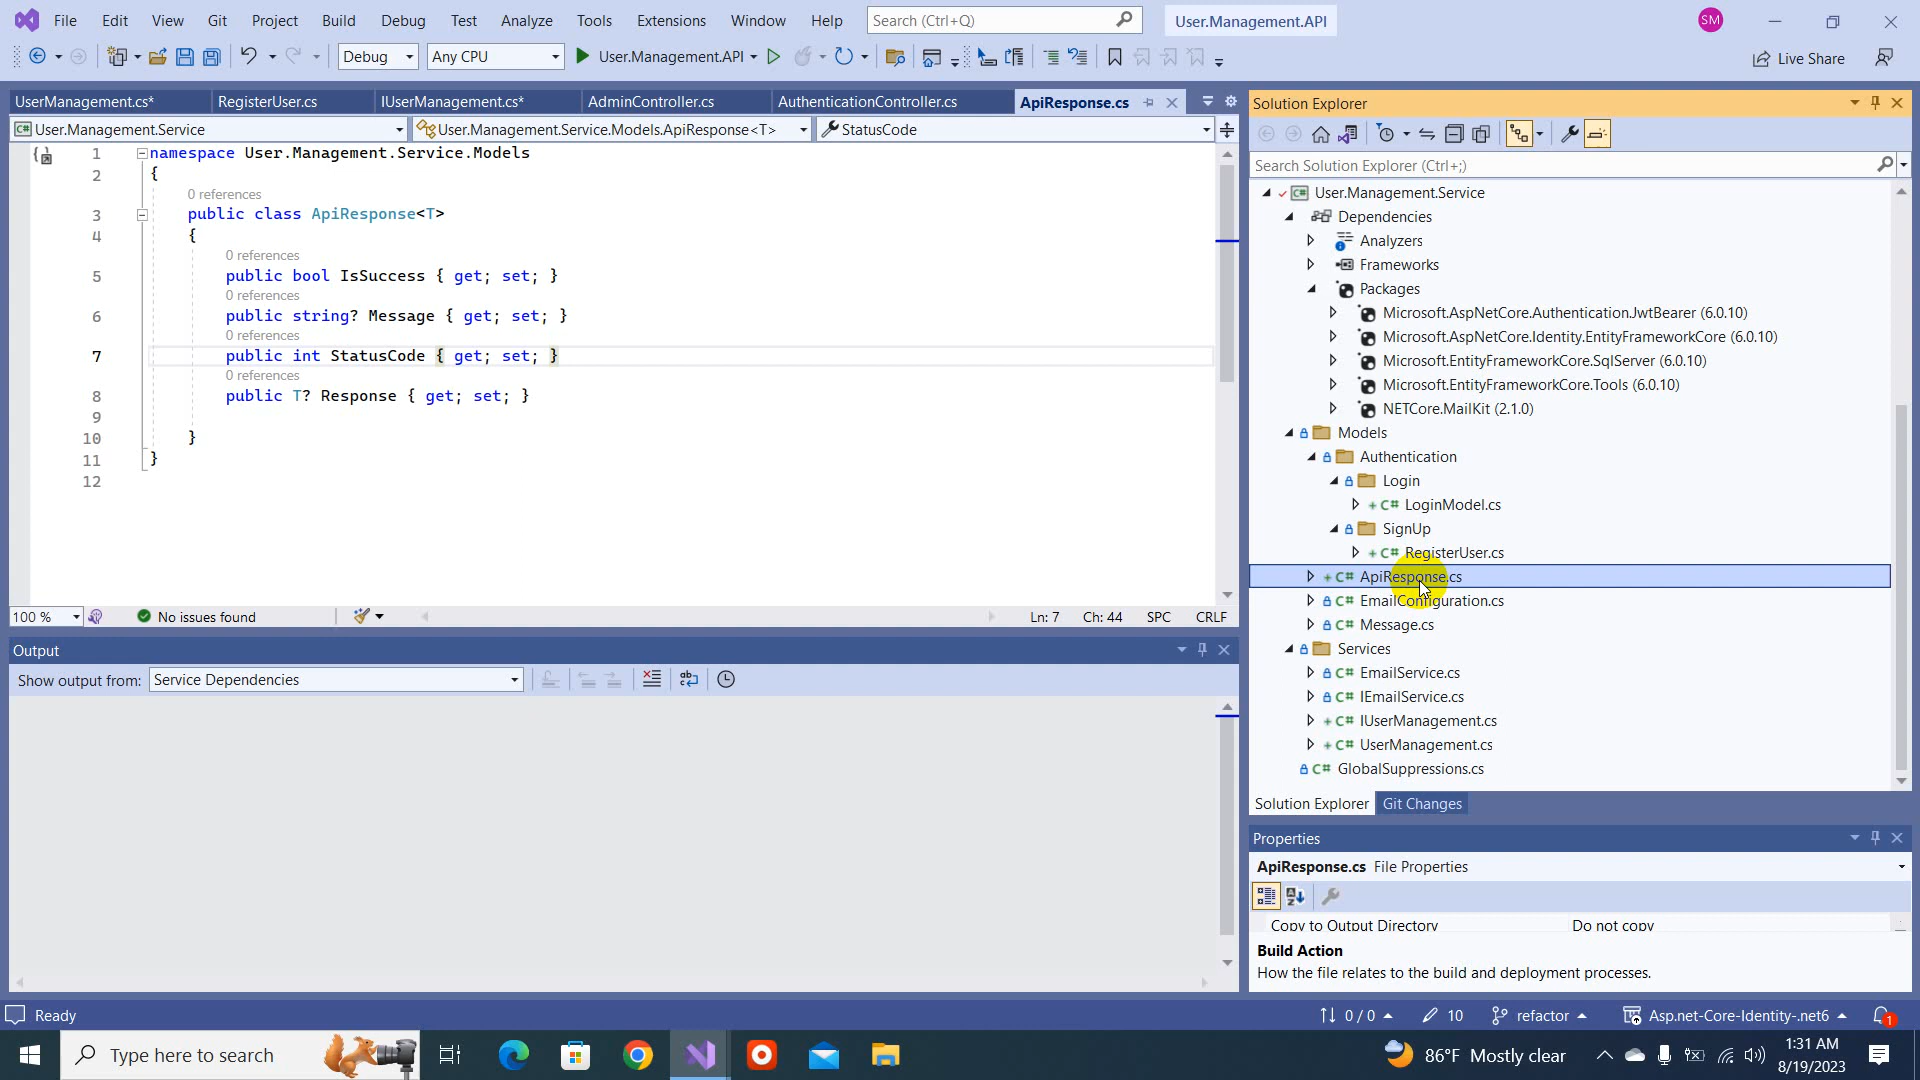 File Edit View Git Project Build Debug Test Analyze Tools Extensions Window Help Search (Ctrl+Q) User.Management.API SM
Debug Any CPU User.Management.API Live Share
UserManagement.cs* RegisterUser.cs IUserManagement.cs* AdminController.cs AuthenticationController.cs ApiResponse.cs
User.Management.Service User.Management.Service.Models.ApiResponse<T> StatusCode
1 namespace User.Management.Service.Models
2 {
0 references
3 public class ApiResponse<T>
4 {
0 references
5 public bool IsSuccess { get; set; }
0 references
6 public string? Message { get; set; }
0 references
7 public int StatusCode { get; set; }
0 references
8 public T? Response { get; set; }
9
10 }
11 }
12
100 % No issues found Ln: 7 Ch: 44 SPC CRLF
Output
Show output from: Service Dependencies
Solution Explorer
Search Solution Explorer (Ctrl+;)
User.Management.Service
Dependencies
Analyzers
Frameworks
Packages
Microsoft.AspNetCore.Authentication.JwtBearer (6.0.10)
Microsoft.AspNetCore.Identity.EntityFrameworkCore (6.0.10)
Microsoft.EntityFrameworkCore.SqlServer (6.0.10)
Microsoft.EntityFrameworkCore.Tools (6.0.10)
NETCore.MailKit (2.1.0)
Models
Authentication
Login
C# LoginModel.cs
SignUp
C# RegisterUser.cs
C# ApiResponse.cs
C# EmailConfiguration.cs
C# Message.cs
Services
C# EmailService.cs
C# IEmailService.cs
C# IUserManagement.cs
C# UserManagement.cs
C# GlobalSuppressions.cs
Solution Explorer Git Changes
Properties
ApiResponse.cs File Properties
Copy to Output Directory Do not copy
Build Action
How the file relates to the build and deployment processes.
Ready 0 / 0 10 refactor Asp.net-Core-Identity-.net6 1
Type here to search 86°F Mostly clear 1:31 AM
8/19/2023